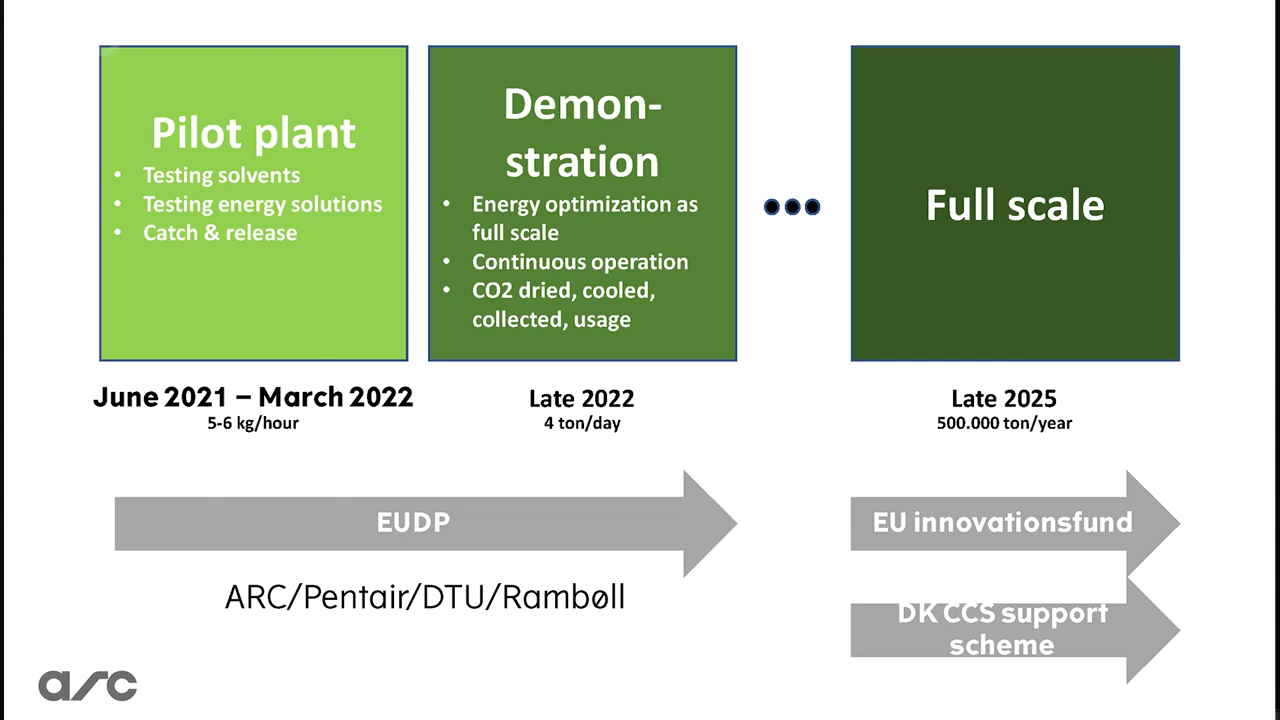 Pilot plant
• Testing solvents
• Testing energy solutions
• Catch & release
Demon-
stration
• Energy optimization as
full scale
• Continuous operation
• CO2 dried, cooled,
collected, usage
Full scale
June 2021 – March 2022
5-6 kg/hour
Late 2022
4 ton/day
Late 2025
500.000 ton/year
EUDP
EU innovationsfund
ARC/Pentair/DTU/Rambøll
DK CCS support
scheme
arc